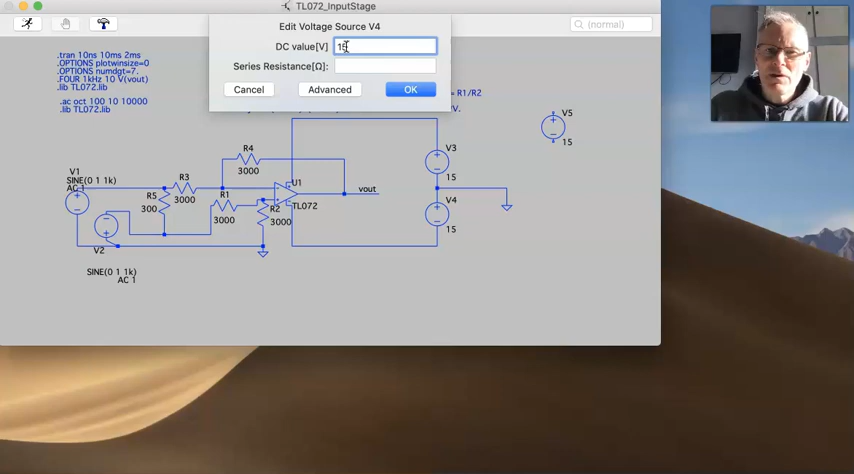 TL072_InputStage
Edit Voltage Source V4
DC value[V]
15
Series Resistance[Ω]:
Cancel
Advanced
OK
(normal)
.tran 10ns 10ms 2ms
.OPTIONS plotwinsize=0
.OPTIONS numdgt=7.
.FOUR 1kHz 10 V(vout)
.lib TL072.lib
.ac oct 100 10 10000
.lib TL072.lib
= R1/R2
V.
V5
15
R4
3000
V3
15
V1
SINE(0 1 1k)
AC 1
R3
3000
U1
TL072
vout
R5
300
R1
3000
R2
3000
V4
15
V2
SINE(0 1 1k)
AC 1